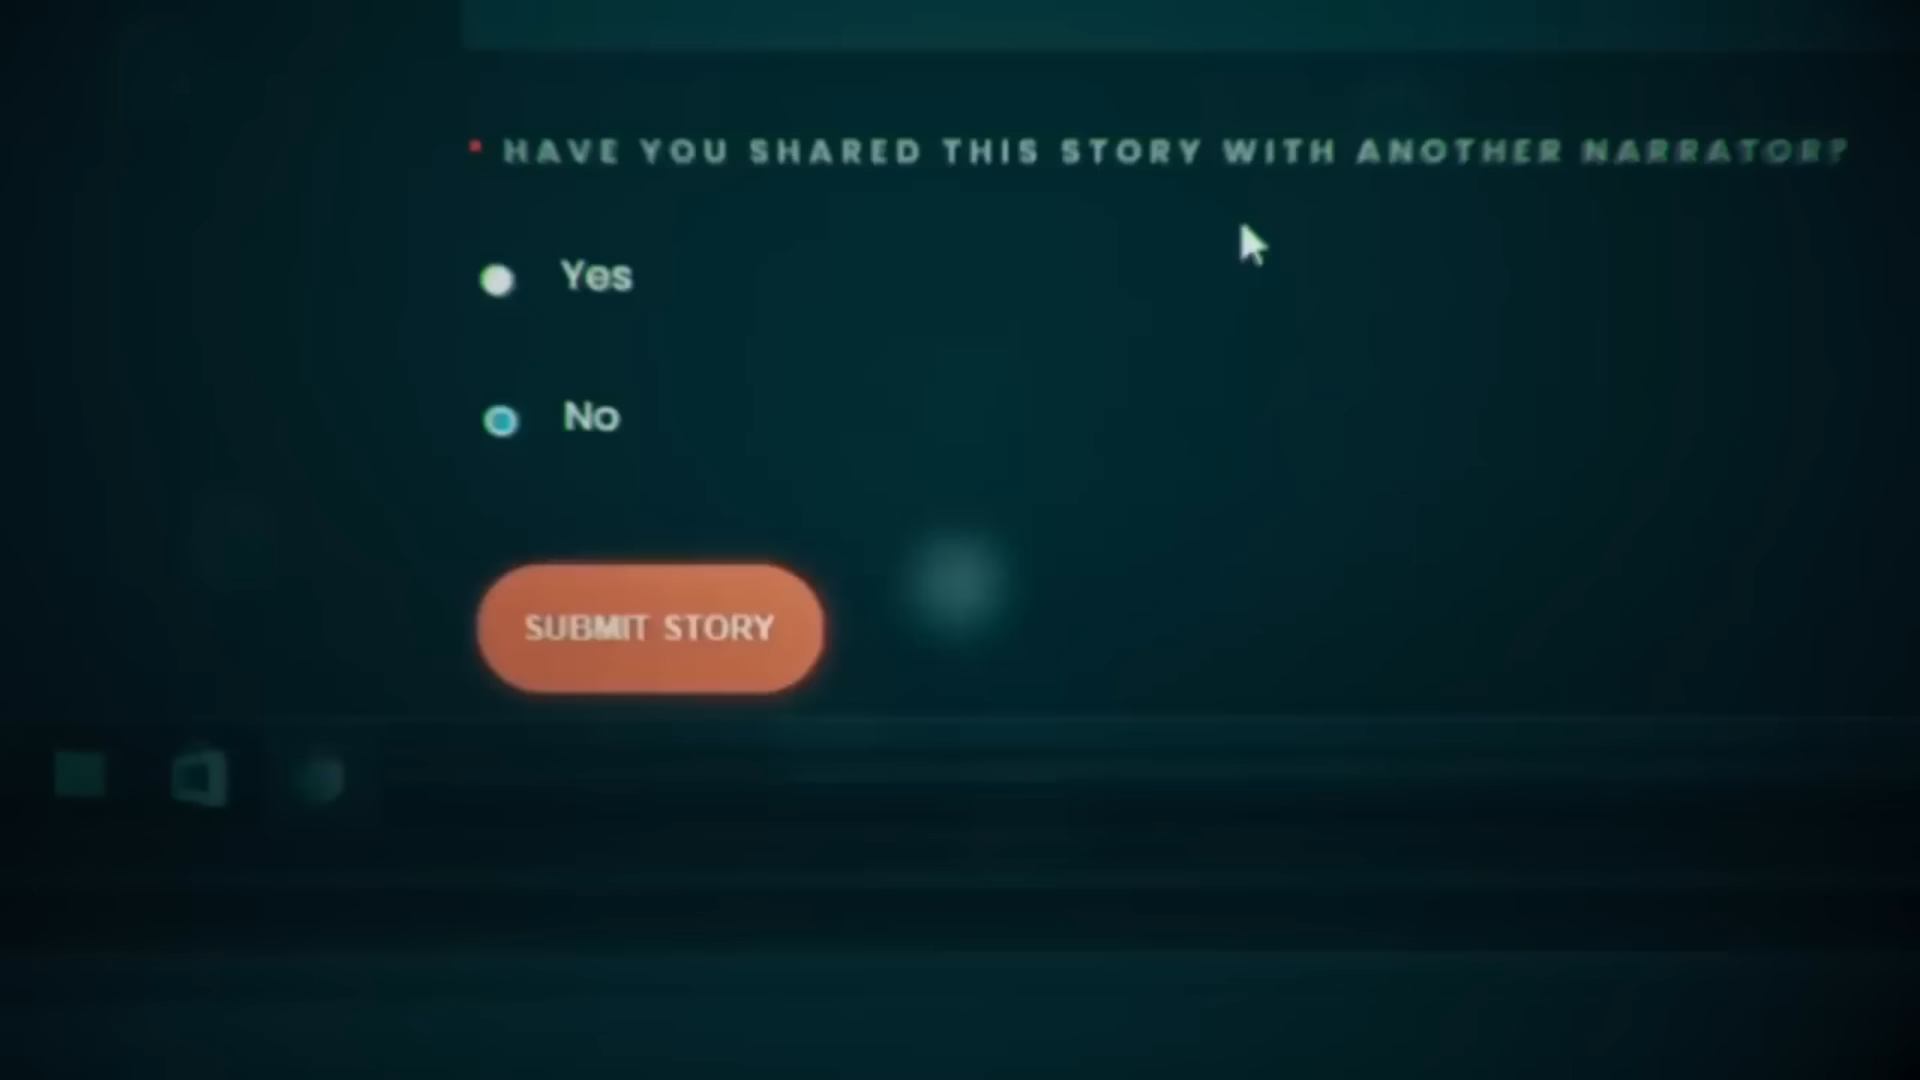 HAVE YOU SHARED THIS STORY WITH ANOTHER NARRATOR?
Yes
No
SUBMIT STORY